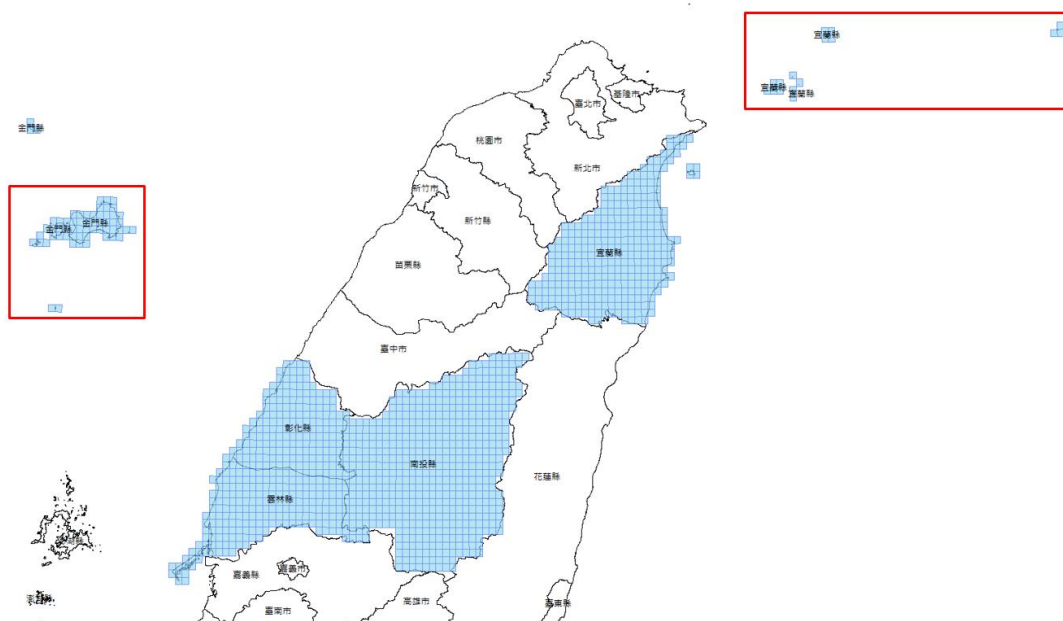 宜蘭縣
宜蘭縣
宜蘭縣
基隆市
臺北市
金門縣
桃園市
新北市
新竹市
金門縣
金門縣
新竹縣
宜蘭縣
苗栗縣
臺中市
彰化縣
南投縣
花蓮縣
雲林縣
嘉義市
嘉義縣
高雄市
臺東縣
臺南市